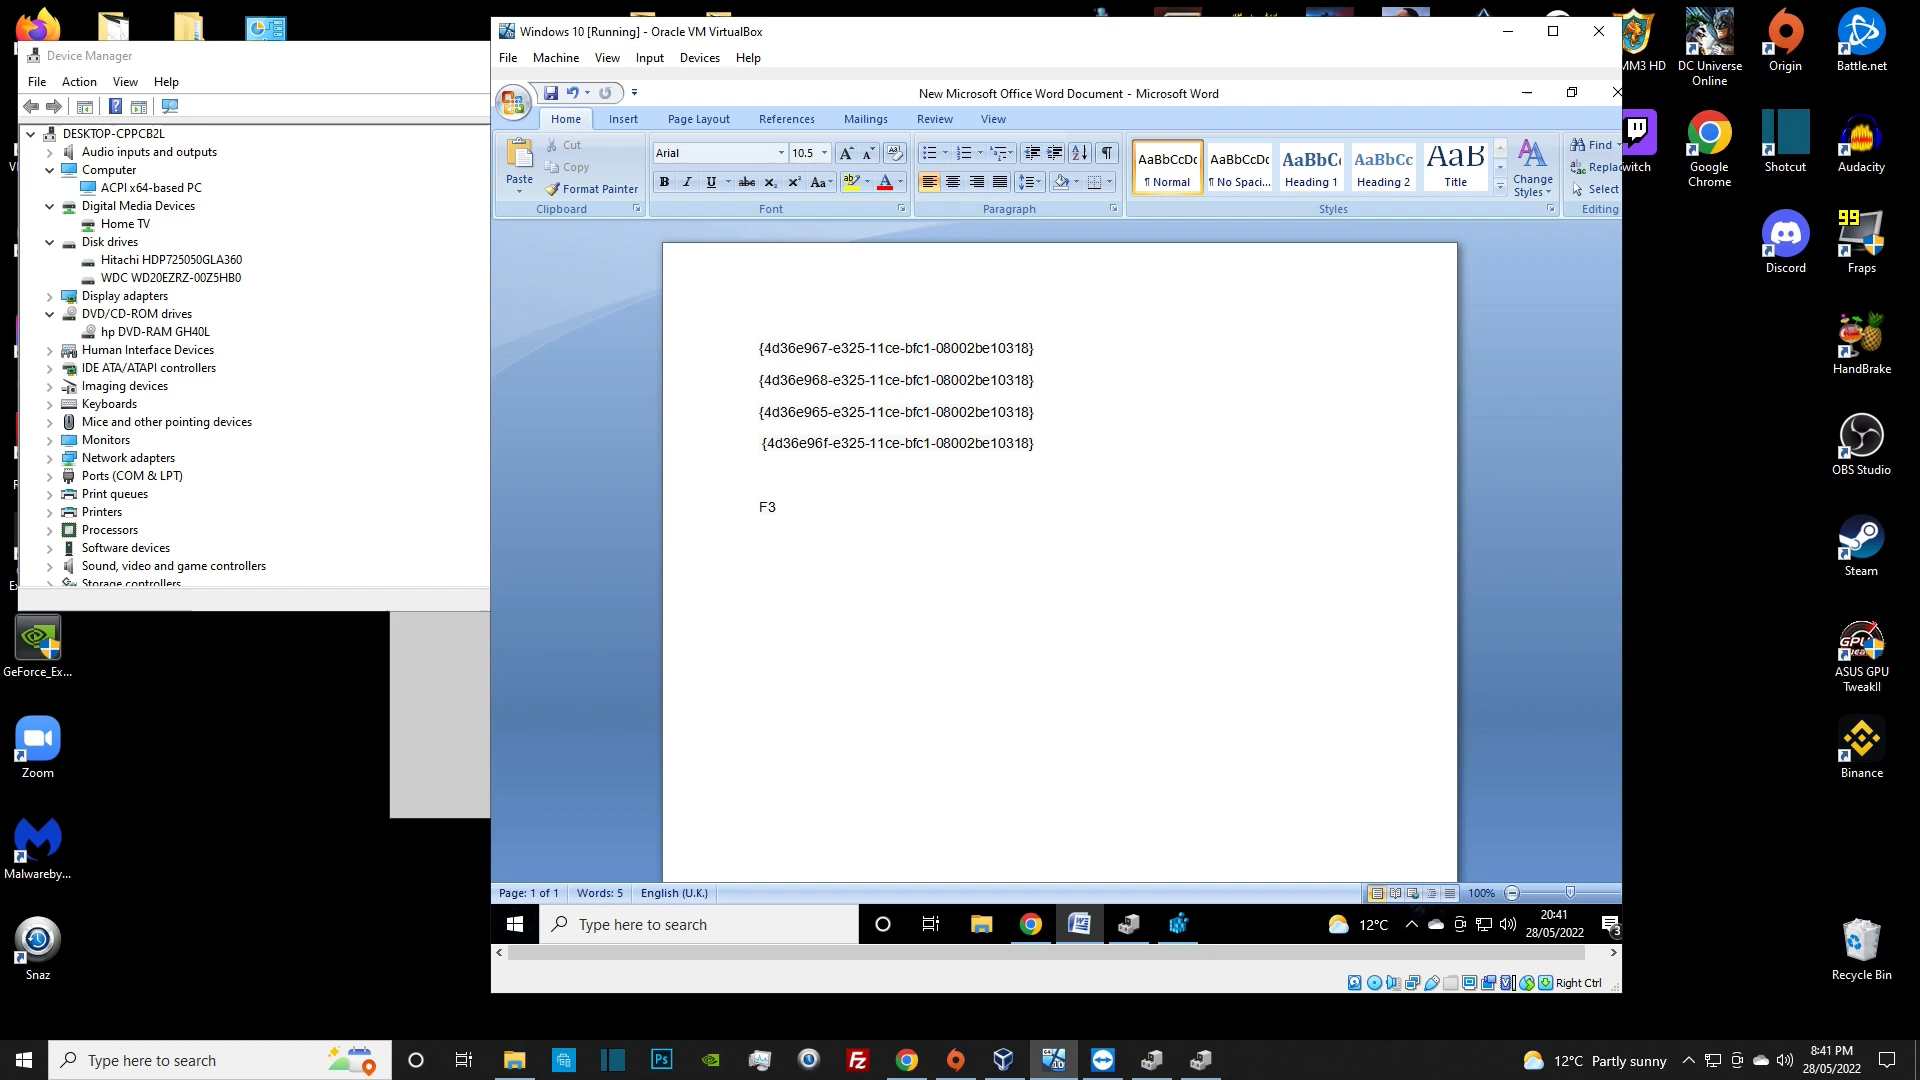 Device Manager
File Action View Help
DESKTOP-CPPCB2L
Audio inputs and outputs
Computer
ACPI x64-based PC
Digital Media Devices
Home TV
Disk drives
Hitachi HDP725050GLA360
WDC WD20EZRZ-00Z5HB0
Display adapters
DVD/CD-ROM drives
hp DVD-RAM GH40L
Human Interface Devices
IDE ATA/ATAPI controllers
Imaging devices
Keyboards
Mice and other pointing devices
Monitors
Network adapters
Ports (COM & LPT)
Print queues
Printers
Processors
Software devices
Sound, video and game controllers
Storage controllers
GeForce_Ex...
Zoom
Malwareby...
Snaz
Windows 10 [Running] - Oracle VM VirtualBox
File Machine View Input Devices Help
New Microsoft Office Word Document - Microsoft Word
Home Insert Page Layout References Mailings Review View
Paste
Cut
Copy
Format Painter
Clipboard
Arial 10.5
Font
Paragraph
AaBbCcDc AaBbCcDc AaBbC AaBbCc AaB
¶ Normal ¶ No Spaci... Heading 1 Heading 2 Title
Change Styles
Styles
Find
Replac
Select
Editing
{4d36e967-e325-11ce-bfc1-08002be10318}
{4d36e968-e325-11ce-bfc1-08002be10318}
{4d36e965-e325-11ce-bfc1-08002be10318}
{4d36e96f-e325-11ce-bfc1-08002be10318}
F3
Page: 1 of 1 Words: 5 English (U.K.) 100%
Type here to search 12°C 20:41
28/05/2022 3
Right Ctrl
MM3 HD
DC Universe Online
Origin
Battle.net
witch
Google Chrome
Shotcut
Audacity
Discord
99
Fraps
HandBrake
OBS Studio
Steam
ASUS GPU TweakII
Binance
Recycle Bin
Type here to search
Ps
Fz
12°C Partly sunny
8:41 PM
28/05/2022